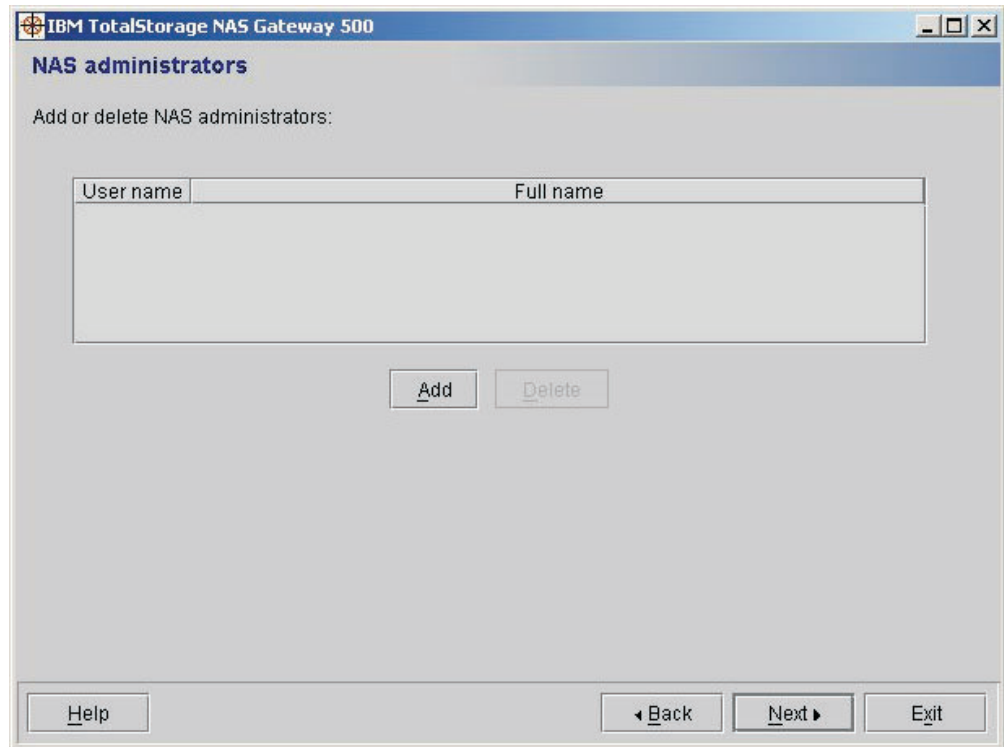 IBM TotalStorage NAS Gateway 500
NAS administrators
Add or delete NAS administrators:
User name Full name
Add Delete
Help Back Next Exit